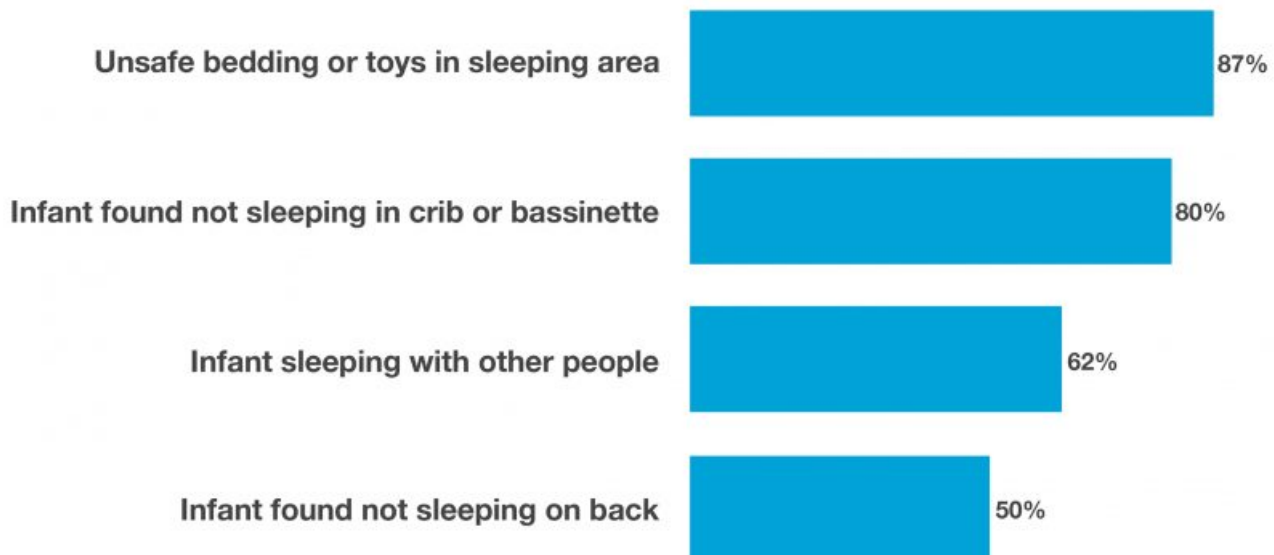 Unsafe bedding or toys in sleeping area 87%
Infant found not sleeping in crib or bassinette 80%
Infant sleeping with other people 62%
Infant found not sleeping on back 50%